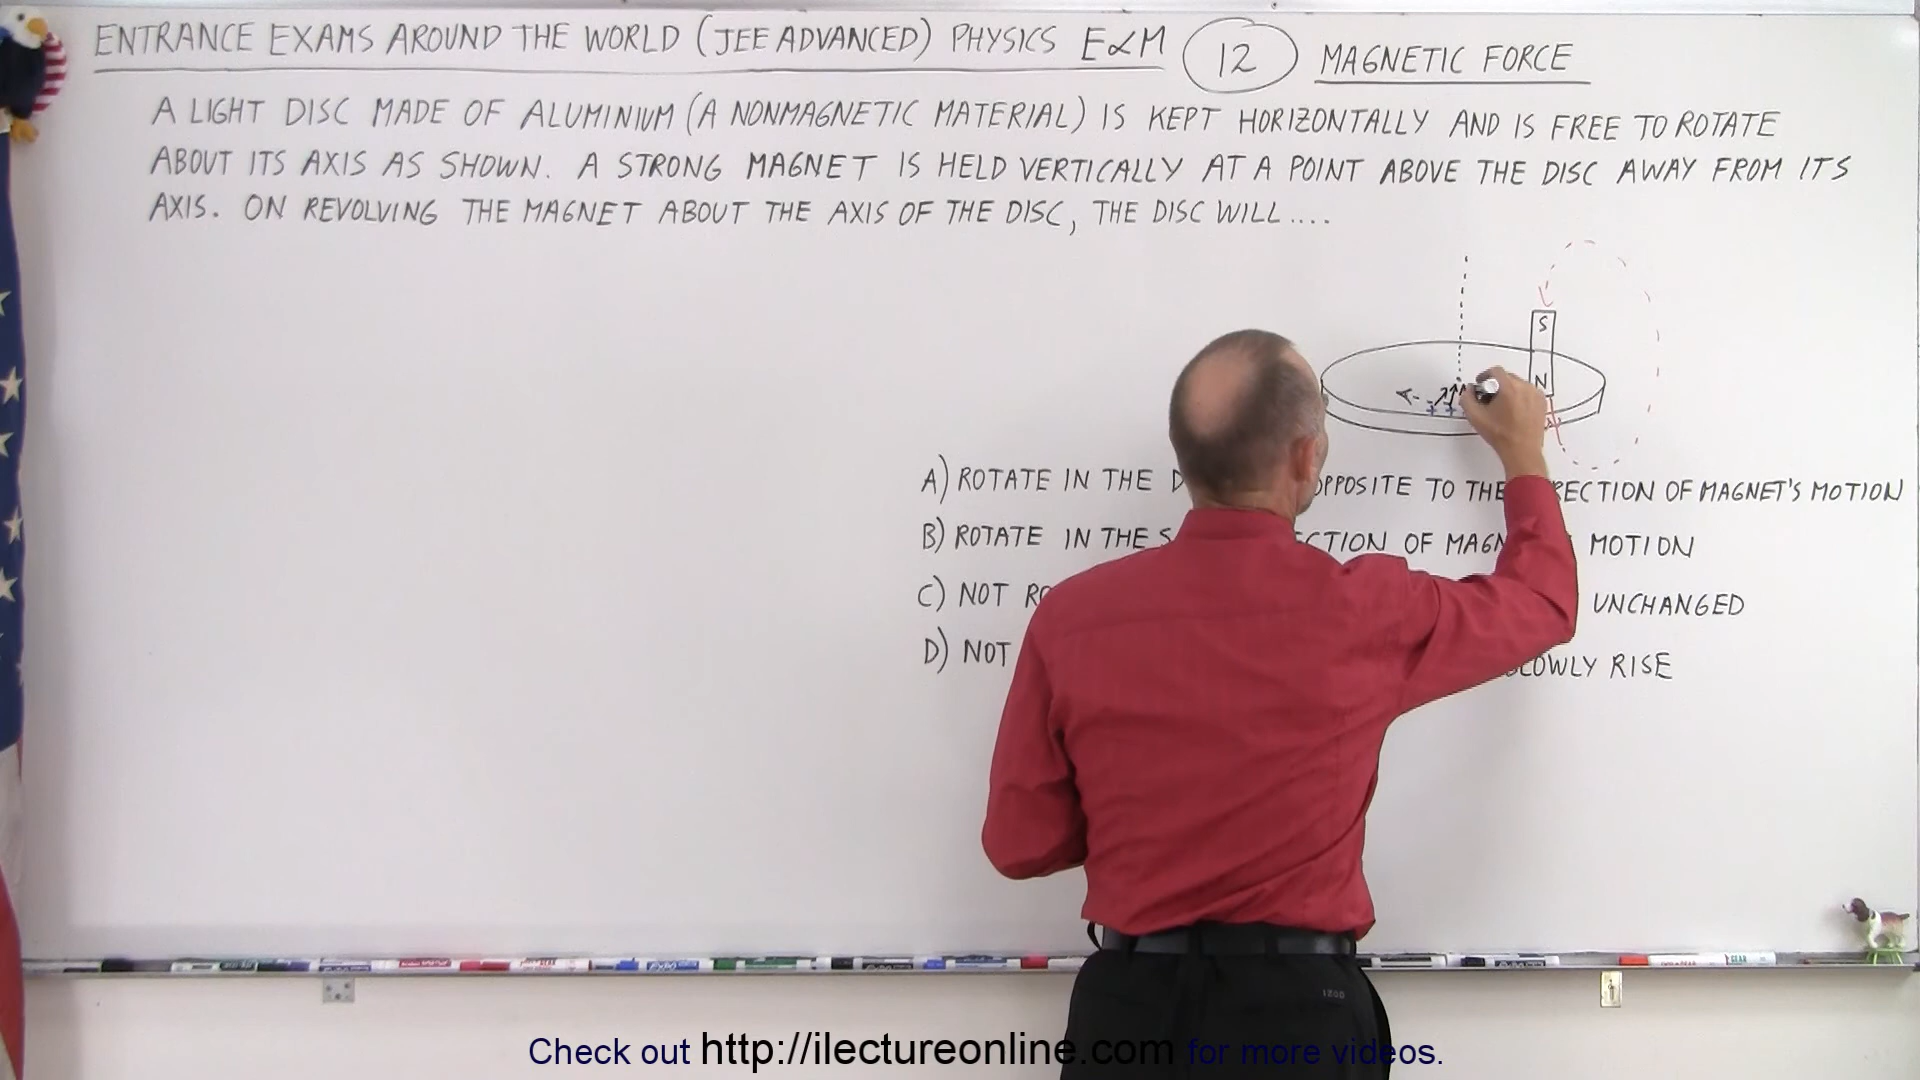 ENTRANCE EXAMS AROUND THE WORLD (JEE ADVANCED) PHYSICS E&M 12 MAGNETIC FORCE
A LIGHT DISC MADE OF ALUMINIUM (A NONMAGNETIC MATERIAL) IS KEPT HORIZONTALLY AND IS FREE TO ROTATE
ABOUT ITS AXIS AS SHOWN. A STRONG MAGNET IS HELD VERTICALLY AT A POINT ABOVE THE DISC AWAY FROM ITS
AXIS. ON REVOLVING THE MAGNET ABOUT THE AXIS OF THE DISC, THE DISC WILL....
S
N
A) ROTATE IN THE D OPPOSITE TO THE RECTION OF MAGNET'S MOTION
B) ROTATE IN THE S CTION OF MAGN MOTION
C) NOT RO UNCHANGED
D) NOT SLOWLY RISE
IZOD
Check out http://ilectureonline.com for more videos.